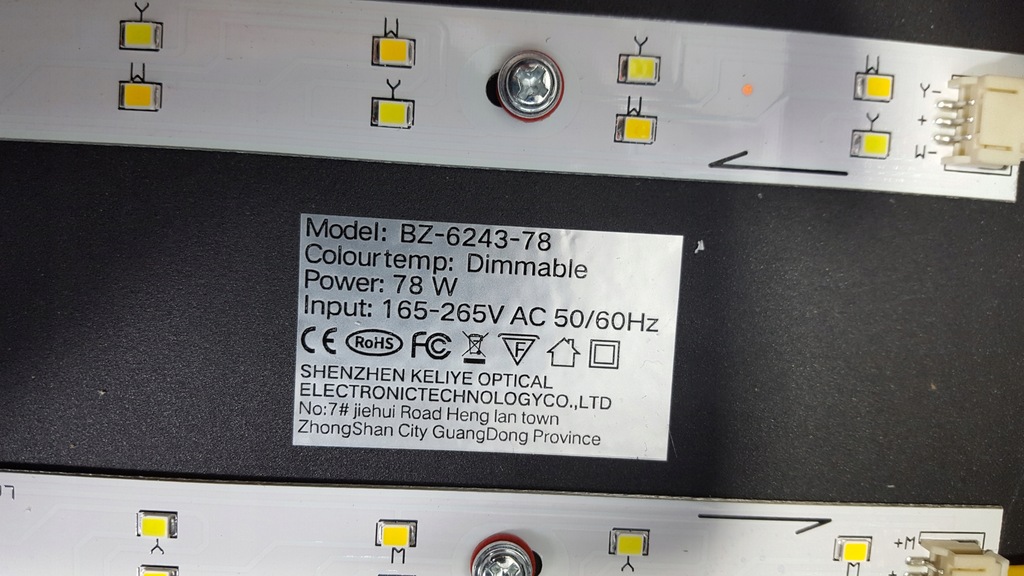 Y
W
Y
W
W
Y
W
Y
Y-
+
W-
W
Y
Model: BZ-6243-78
Colourtemp: Dimmable
Power: 78 W
Input: 165-265V AC 50/60Hz
CE RoHS FC F
SHENZHEN KELIYE OPTICAL
ELECTRONICTECHNOLOGYCO.,LTD
No:7# jiehui Road Heng lan town
ZhongShan City GuangDong Province
Y
W
Y
W
+W